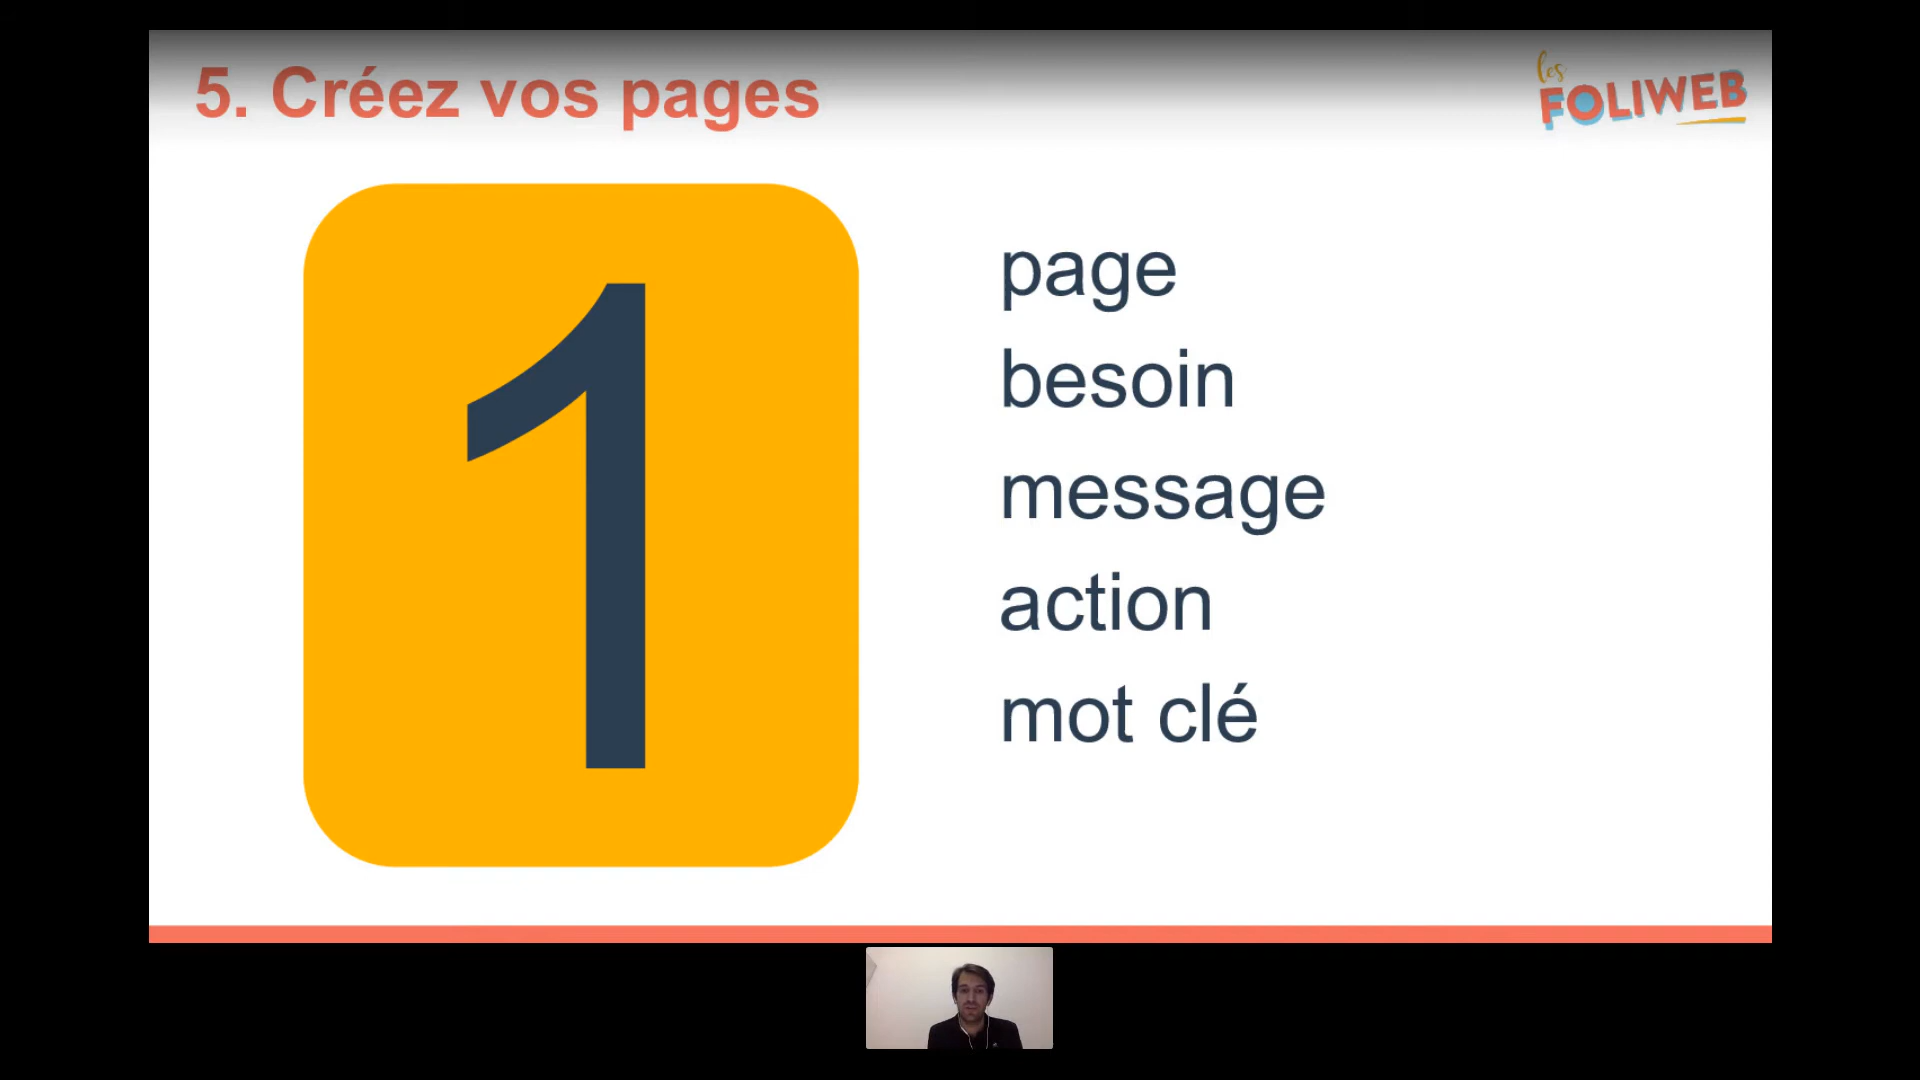 5. Créez vos pages
les
FOLIWEB
1
page
besoin
message
action
mot clé